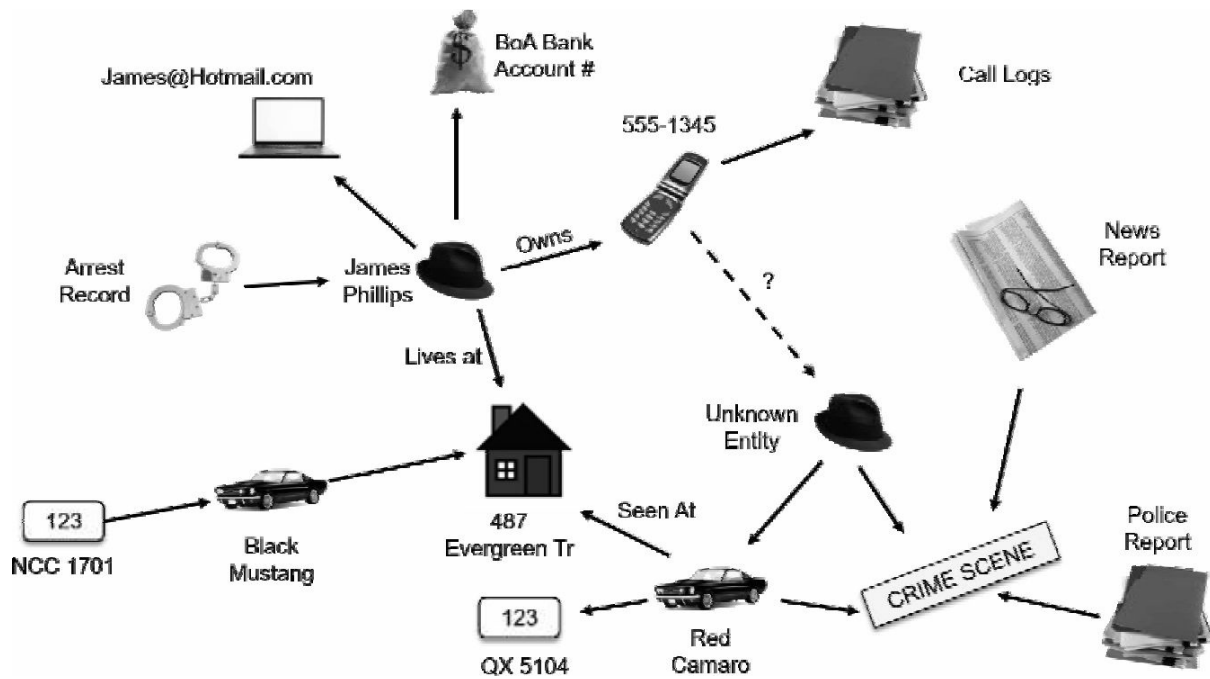 BoA Bank
Account #
James@Hotmail.com
Call Logs
555-1345
News
Report
Owns
Arrest
Record
James
Phillips
?
Lives at
Unknown
Entity
Seen At
123
NCC 1701
Black
Mustang
487
Evergreen Tr
Police
Report
CRIME SCENE
123
QX 5104
Red
Camaro